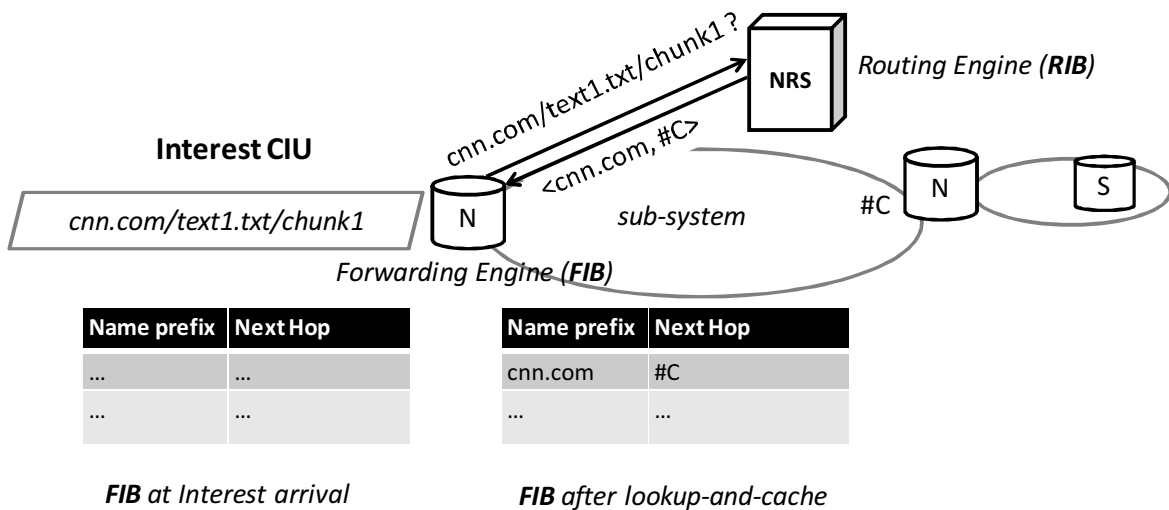 cnn.com/text1.txt/chunk1 ?
NRS
Routing Engine (RIB)
Interest CIU
<cnn.com, #C>
cnn.com/text1.txt/chunk1
N
sub-system
#C
N
S
Forwarding Engine (FIB)
Name prefix Next Hop
... ...
... ...
Name prefix Next Hop
cnn.com #C
... ...
FIB at Interest arrival
FIB after lookup-and-cache